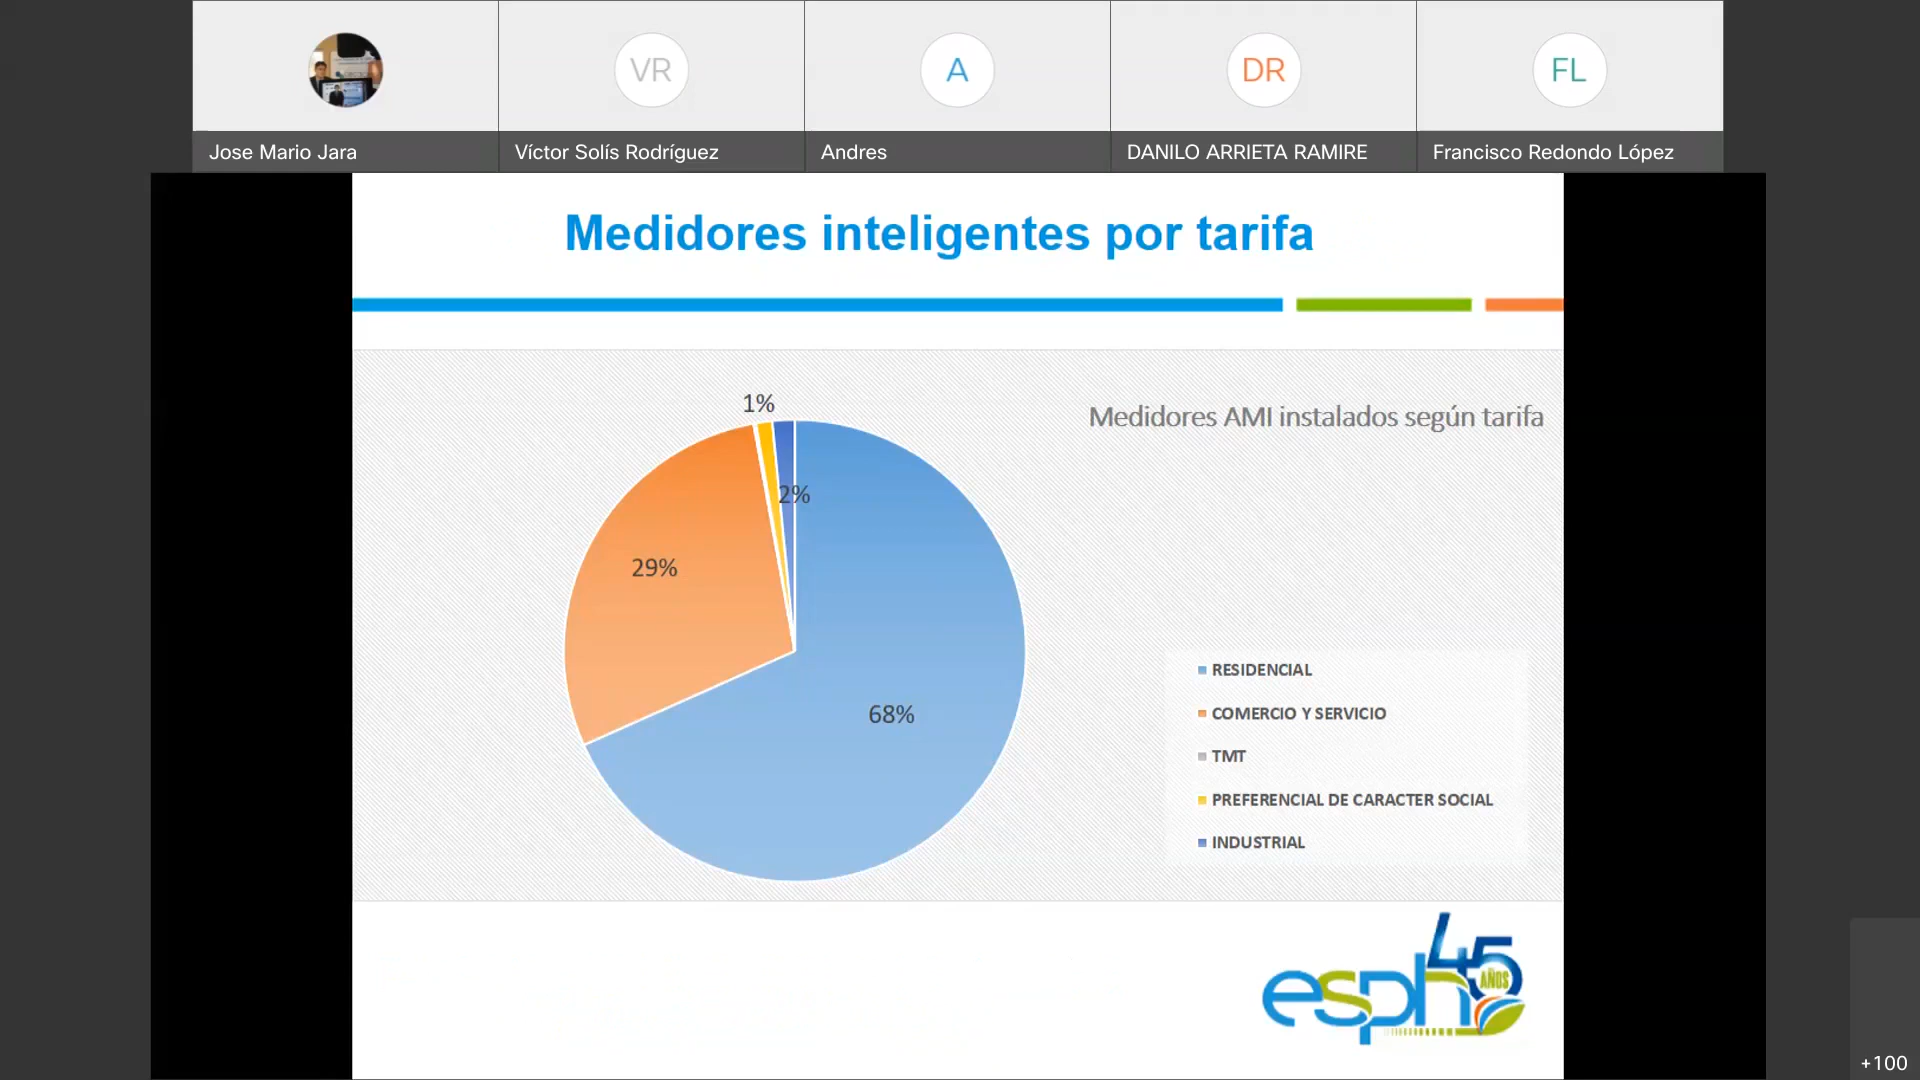 VR
A
DR
FL
Jose Mario Jara
Víctor Solís Rodríguez
Andres
DANILO ARRIETA RAMIRE
Francisco Redondo López
Medidores inteligentes por tarifa
Medidores AMI instalados según tarifa
1%
2%
29%
68%
RESIDENCIAL
COMERCIO Y SERVICIO
TMT
PREFERENCIAL DE CARACTER SOCIAL
INDUSTRIAL
esph 45
AÑOS
+100